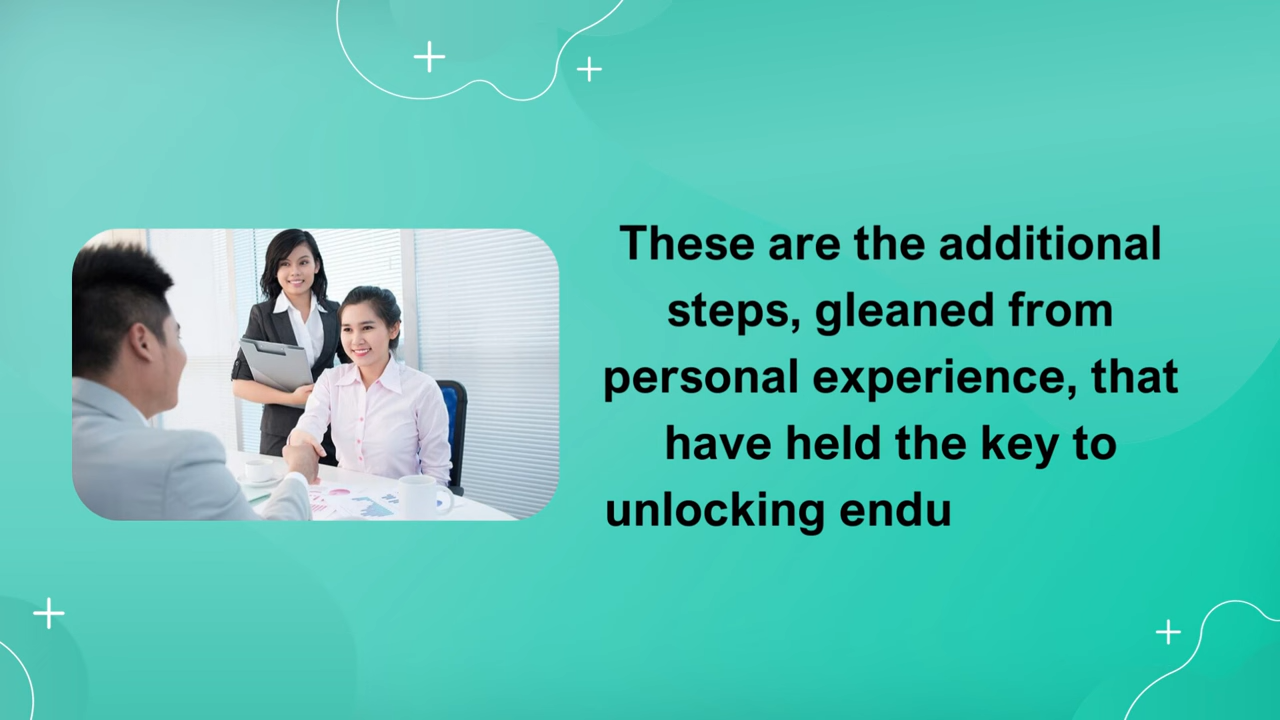 These are the additional
steps, gleaned from
personal experience, that
have held the key to
unlocking endu